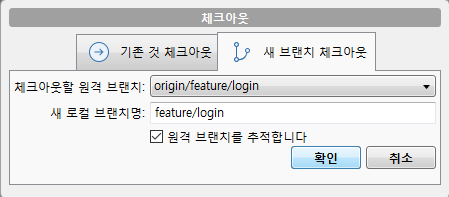 체크아웃
기존 것 체크아웃
새 브랜치 체크아웃
체크아웃할 원격 브랜치: origin/feature/login
새 로컬 브랜치명: feature/login
원격 브랜치를 추적합니다
확인 취소